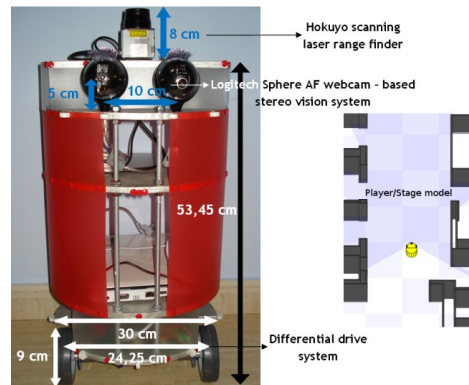 8 cm
Hokuyo scanning
laser range finder
5 cm
10 cm
Logitech Sphere AF webcam - based
stereo vision system
Player/Stage model
53,45 cm
30 cm
24,25 cm
9 cm
Differential drive
system